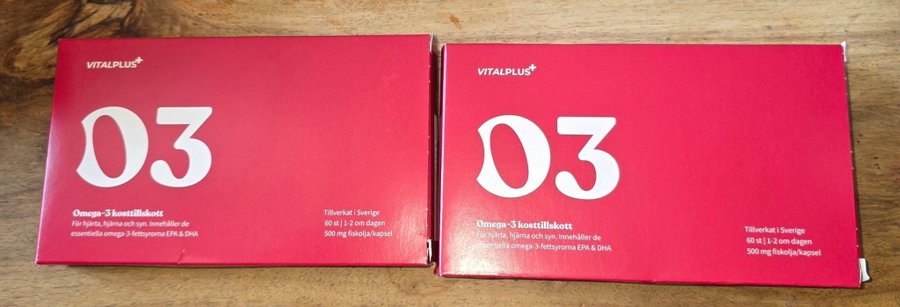 VITALPLUS+
O3
Omega-3 kosttillskott
För hjärta, hjärna och syn. Innehåller de
essentiella omega-3-fettsyrorna EPA & DHA
Tillverkat i Sverige
60 st | 1-2 om dagen
500 mg fiskolja/kapsel
VITALPLUS+
O3
Omega-3 kosttillskott
För hjärta, hjärna och syn. Innehåller de
essentiella omega-3-fettsyrorna EPA & DHA
Tillverkat i Sverige
60 st | 1-2 om dagen
500 mg fiskolja/kapsel